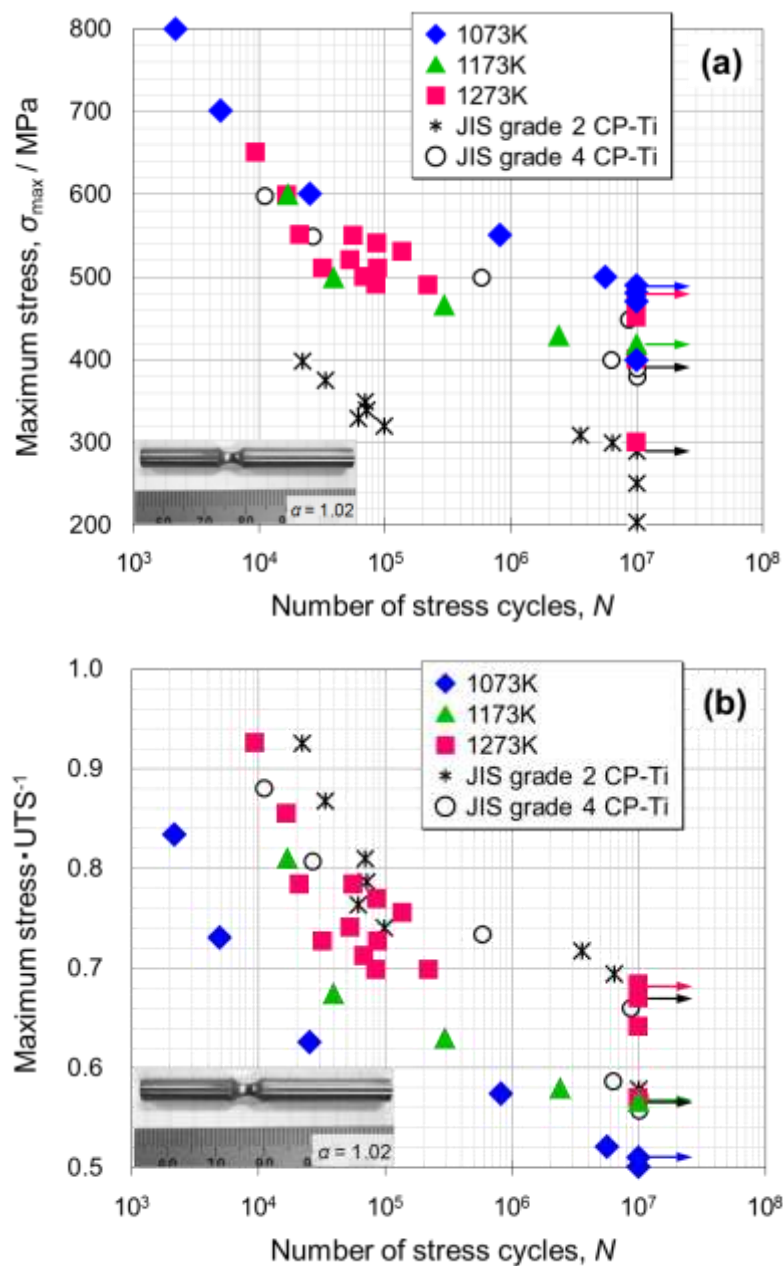 800
700
600
500
400
300
200
Maximum stress, σmax / MPa
1073K
1173K
1273K
JIS grade 2 CP-Ti
JIS grade 4 CP-Ti
(a)
α = 1.02
10³ 10⁴ 10⁵ 10⁶ 10⁷ 10⁸
Number of stress cycles, N
1.0
0.9
0.8
0.7
0.6
0.5
Maximum stress・UTS⁻¹
1073K
1173K
1273K
JIS grade 2 CP-Ti
JIS grade 4 CP-Ti
(b)
α = 1.02
10³ 10⁴ 10⁵ 10⁶ 10⁷ 10⁸
Number of stress cycles, N